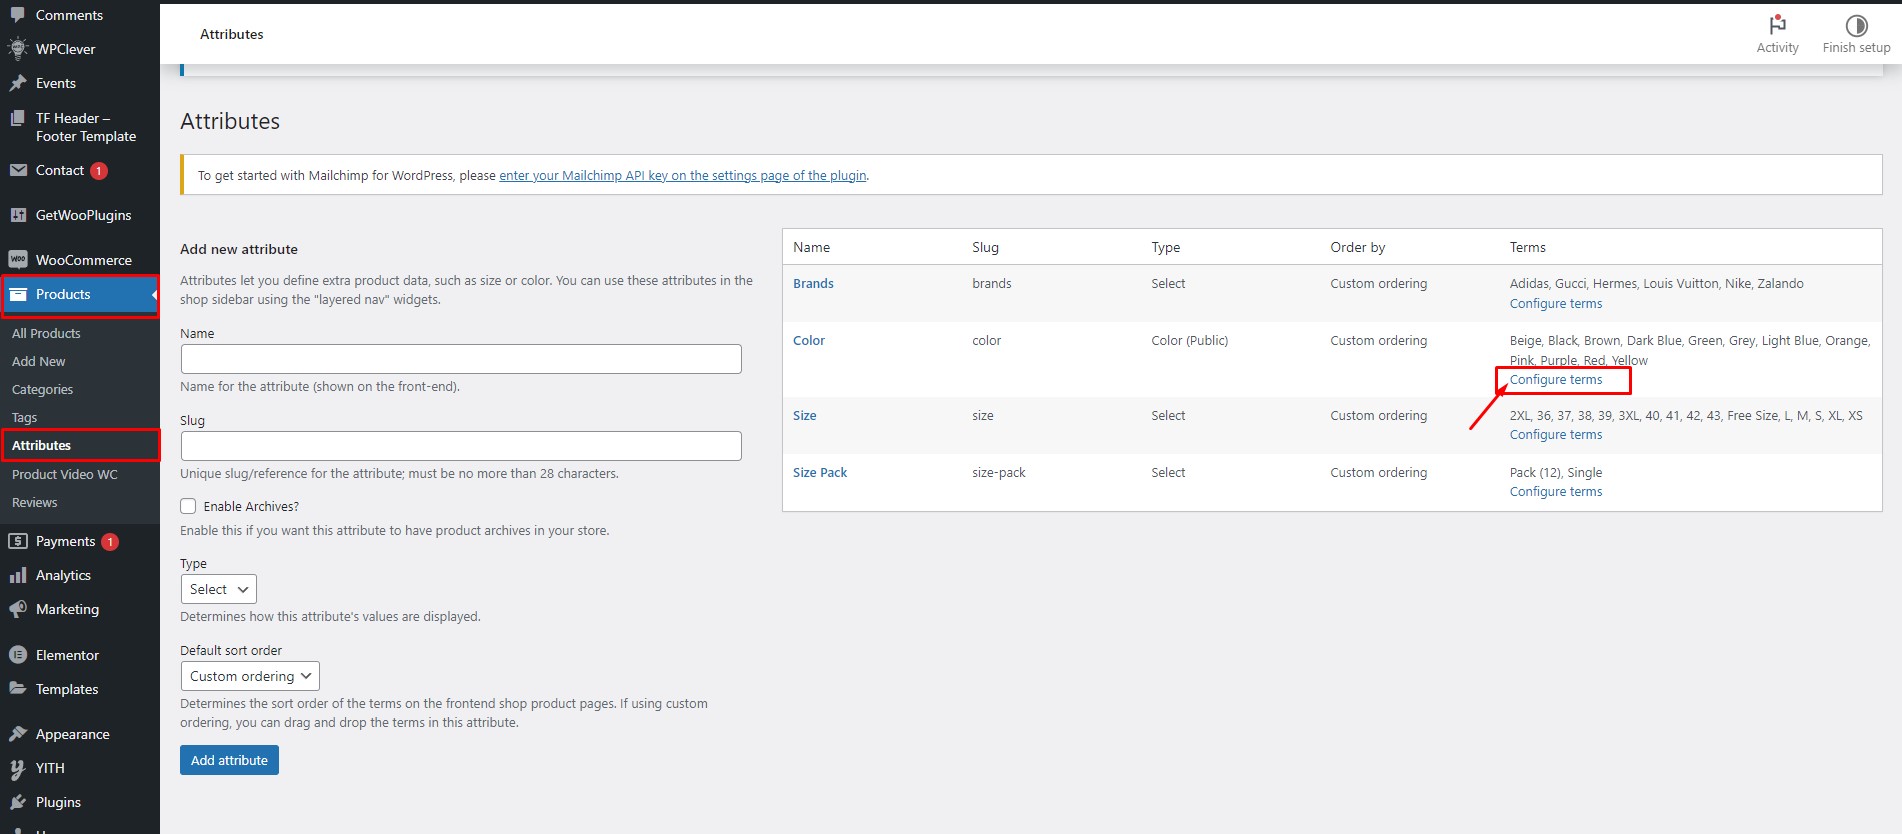 Comments
WPClever
Events
TF Header –
Footer Template
Contact 1
GetWooPlugins
WooCommerce
Products
All Products
Add New
Categories
Tags
Attributes
Product Video WC
Reviews
Payments 1
Analytics
Marketing
Elementor
Templates
Appearance
YITH
Plugins
Attributes
Activity
Finish setup
Attributes
To get started with Mailchimp for WordPress, please enter your Mailchimp API key on the settings page of the plugin.
Add new attribute
Attributes let you define extra product data, such as size or color. You can use these attributes in the
shop sidebar using the "layered nav" widgets.
Name
Name for the attribute (shown on the front-end).
Slug
Unique slug/reference for the attribute; must be no more than 28 characters.
Enable Archives?
Enable this if you want this attribute to have product archives in your store.
Type
Select
Determines how this attribute's values are displayed.
Default sort order
Custom ordering
Determines the sort order of the terms on the frontend shop product pages. If using custom
ordering, you can drag and drop the terms in this attribute.
Add attribute
Name Slug Type Order by Terms
Brands brands Select Custom ordering Adidas, Gucci, Hermes, Louis Vuitton, Nike, Zalando
Configure terms
Color color Color (Public) Custom ordering Beige, Black, Brown, Dark Blue, Green, Grey, Light Blue, Orange,
Pink, Purple, Red, Yellow
Configure terms
Size size Select Custom ordering 2XL, 36, 37, 38, 39, 3XL, 40, 41, 42, 43, Free Size, L, M, S, XL, XS
Configure terms
Size Pack size-pack Select Custom ordering Pack (12), Single
Configure terms